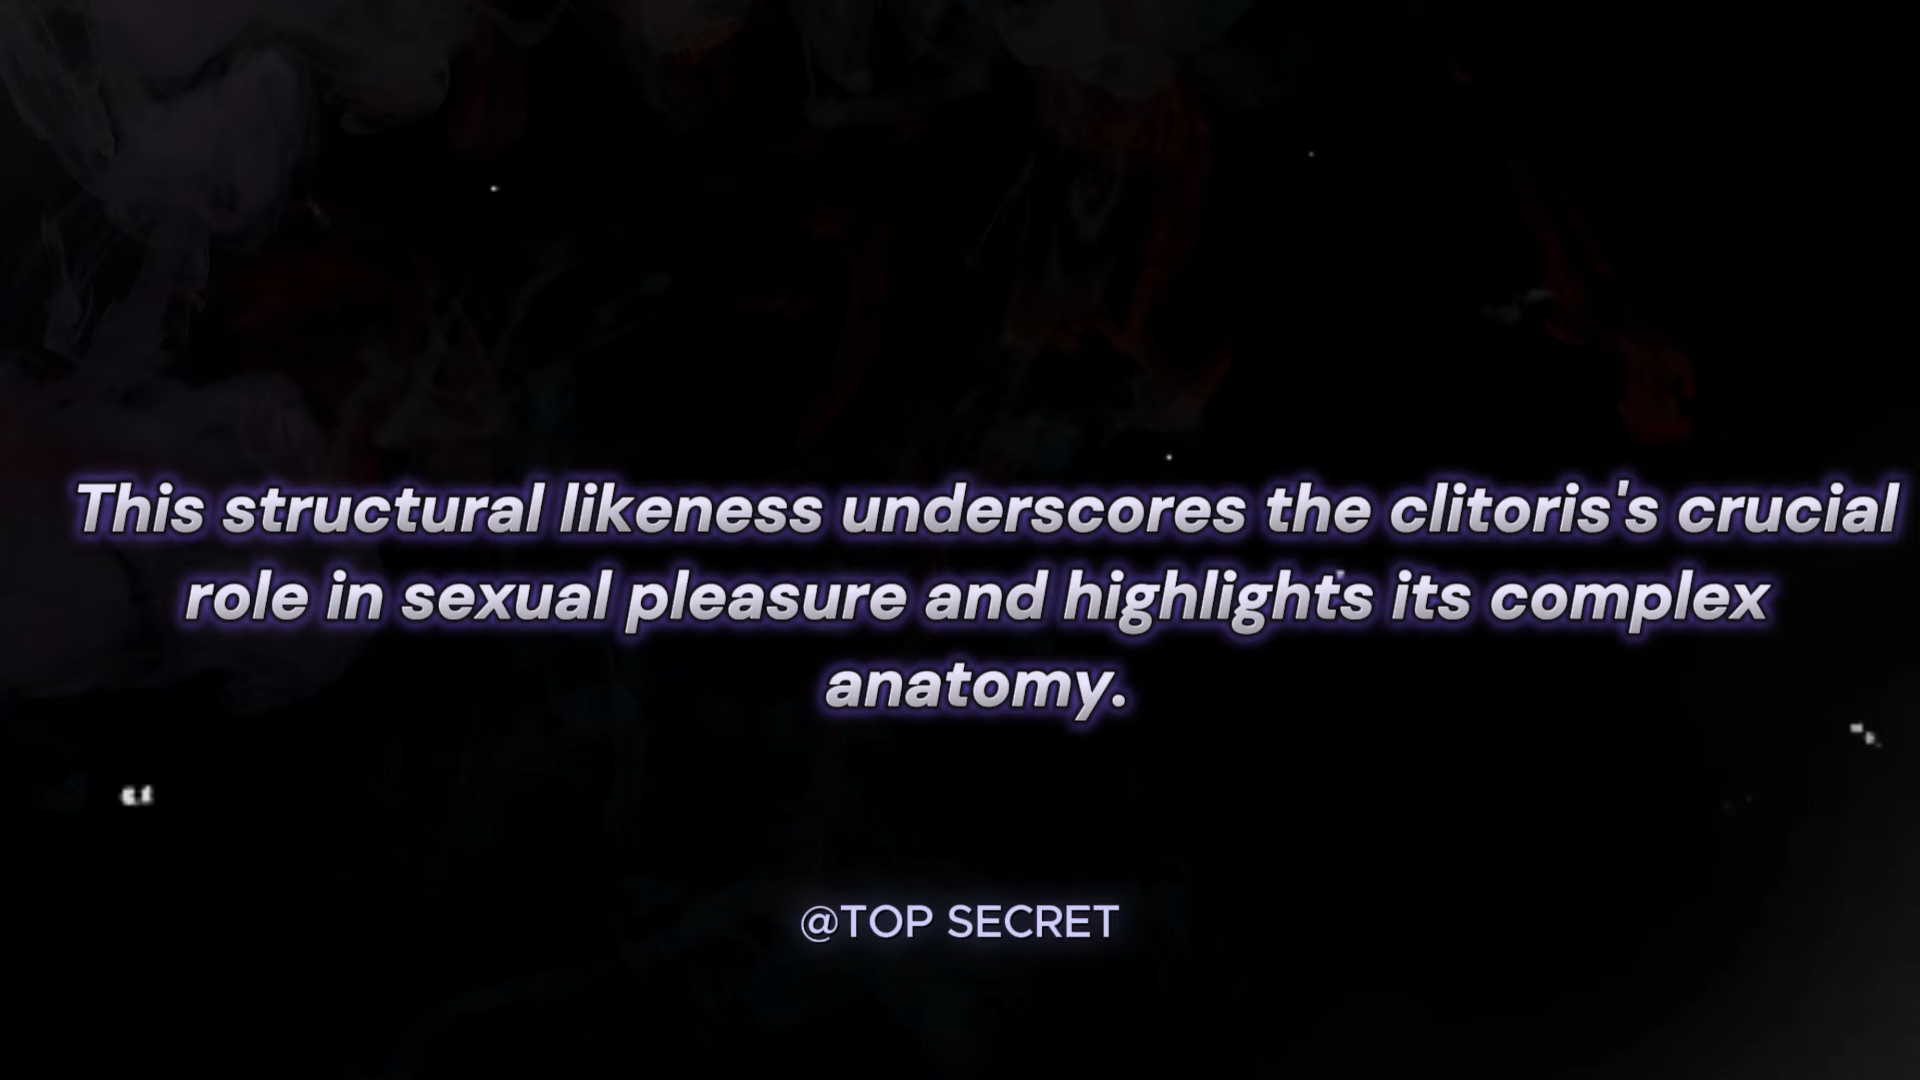 This structural likeness underscores the clitoris's crucial
role in sexual pleasure and highlights its complex
anatomy.
@TOP SECRET